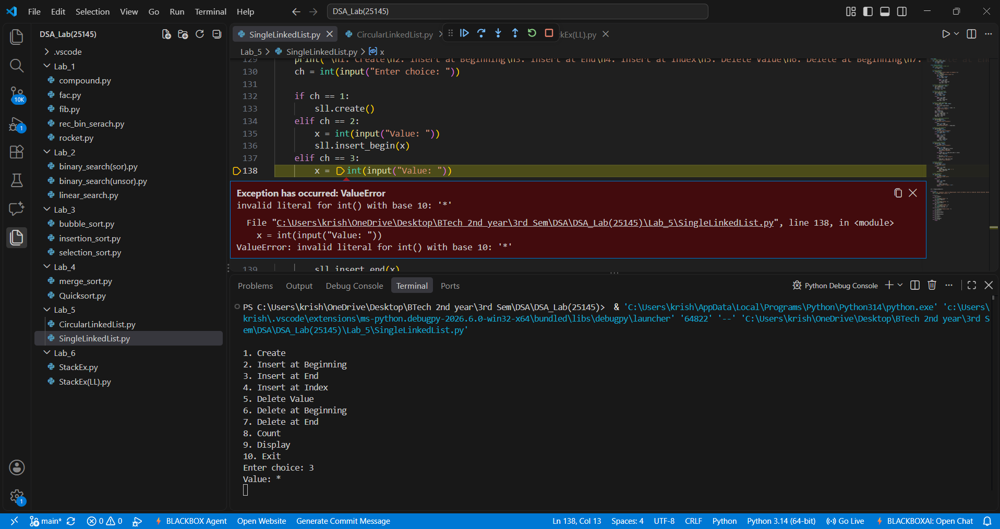 File Edit Selection View Go Run Terminal Help
DSA_Lab(25145)
DSA_Lab(25145)
.vscode
Lab_1
compound.py
fac.py
fib.py
rec_bin_serach.py
rocket.py
Lab_2
binary_search(sor).py
binary_search(unsor).py
linear_search.py
Lab_3
bubble_sort.py
insertion_sort.py
selection_sort.py
Lab_4
merge_sort.py
Quicksort.py
Lab_5
CircularLinkedList.py
SingleLinkedList.py
Lab_6
StackEx.py
StackEx(LL).py
10K
1
1
SingleLinkedList.py CircularLinkedList.py kEx(LL).py
Lab_5 > SingleLinkedList.py > x
129 print("\n1. Create\n2. Insert at Beginning\n3. Insert at End\n4. Insert at Index\n5. Delete Value\n6. Delete at Beginning\n7. Delete at End
130 ch = int(input("Enter choice: "))
131
132 if ch == 1:
133 sll.create()
134 elif ch == 2:
135 x = int(input("Value: "))
136 sll.insert_begin(x)
137 elif ch == 3:
138 x = int(input("Value: "))
Exception has occurred: ValueError
invalid literal for int() with base 10: '*'
File "C:\Users\krish\OneDrive\Desktop\BTech 2nd year\3rd Sem\DSA\DSA_Lab(25145)\Lab_5\SingleLinkedList.py", line 138, in <module>
x = int(input("Value: "))
ValueError: invalid literal for int() with base 10: '*'
139 sll.insert_end(x)
Problems Output Debug Console Terminal Ports
Python Debug Console
PS C:\Users\krish\OneDrive\Desktop\BTech 2nd year\3rd Sem\DSA\DSA_Lab(25145)> & 'C:\Users\krish\AppData\Local\Programs\Python\Python314\python.exe' 'c:\Users\
krish\.vscode\extensions\ms-python.debugpy-2026.6.0-win32-x64\bundled\libs\debugpy\launcher' '64822' '--' 'C:\Users\krish\OneDrive\Desktop\BTech 2nd year\3rd S
em\DSA\DSA_Lab(25145)\Lab_5\SingleLinkedList.py'
1. Create
2. Insert at Beginning
3. Insert at End
4. Insert at Index
5. Delete Value
6. Delete at Beginning
7. Delete at End
8. Count
9. Display
10. Exit
Enter choice: 3
Value: *
main* 0 0 BLACKBOX Agent Open Website Generate Commit Message
Ln 138, Col 13 Spaces: 4 UTF-8 CRLF Python Python 3.14 (64-bit) Go Live BLACKBOXAI: Open Chat